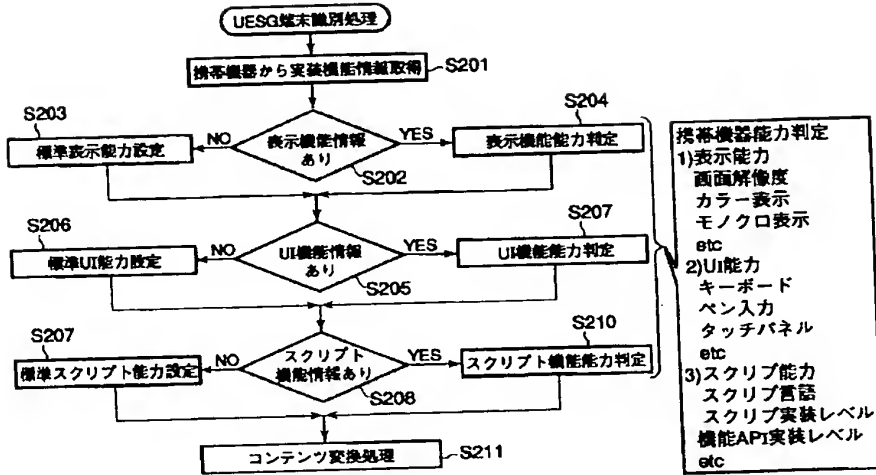 UESG端末識別処理
携帯機器から実装機能情報取得
S201
S203
標準表示能力設定
NO
表示機能情報
あり
S202
YES
S204
表示機能能力判定
S206
標準UI能力設定
NO
UI機能情報
あり
S205
YES
S207
UI機能能力判定
S207
標準スクリプト能力設定
NO
スクリプト
機能情報あり
S208
YES
S210
スクリプト機能能力判定
コンテンツ変換処理
S211
携帯機器能力判定
1)表示能力
画面解像度
カラー表示
モノクロ表示
etc
2)UI能力
キーボード
ペン入力
タッチパネル
etc
3)スクリプ能力
スクリプ言語
スクリプ実装レベル
機能API実装レベル
etc